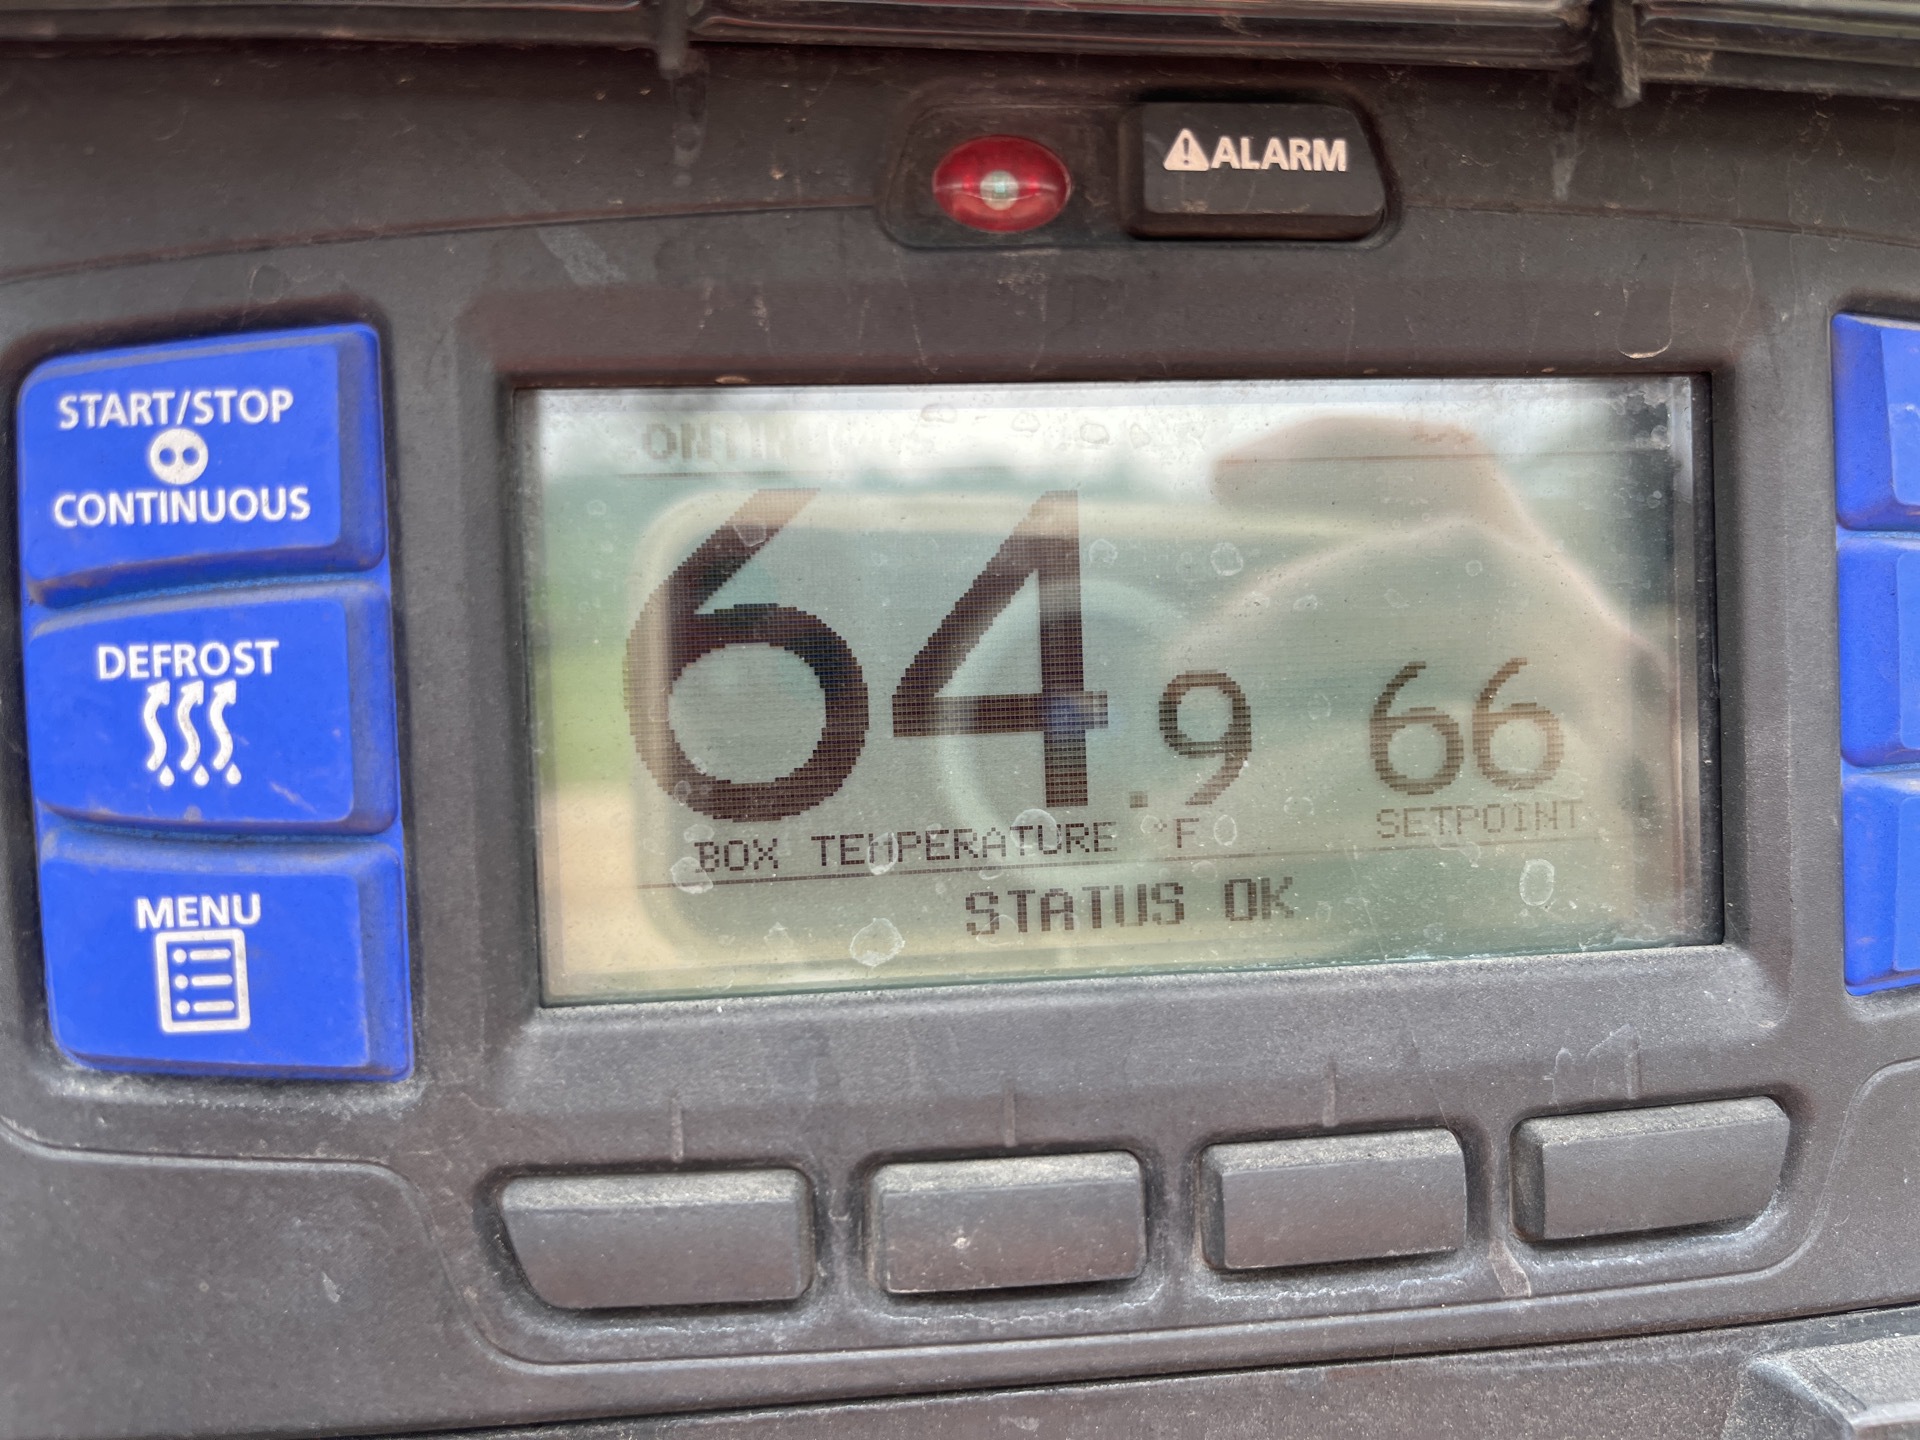 ALARM
START/STOP
CONTINUOUS
DEFROST
MENU
64.9
66
BOX TEMPERATURE °F
SETPOINT
STATUS OK